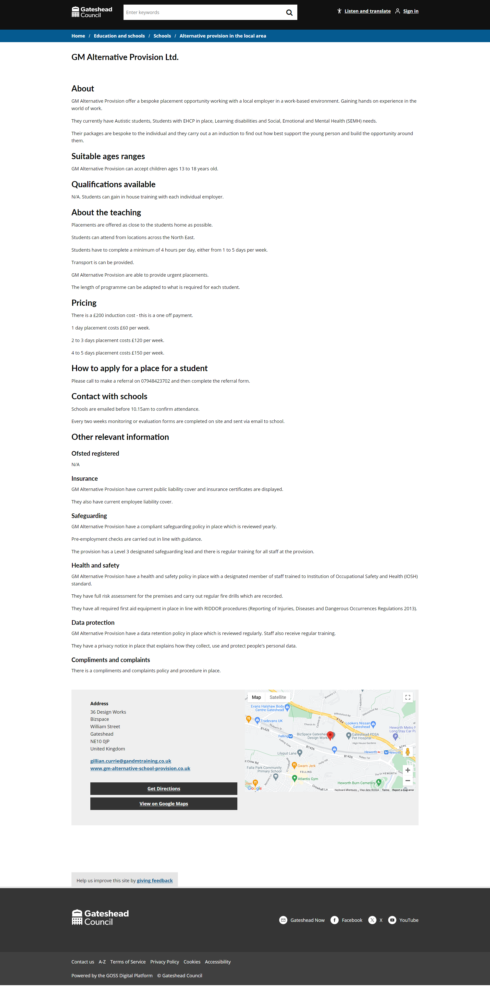 Gateshead
Council
Enter keywords
Listen and translate
Sign in
Home / Education and schools / Schools / Alternative provision in the local area
GM Alternative Provision Ltd.
About
GM Alternative Provision offer a bespoke placement opportunity working with a local employer in a work-based environment. Gaining hands on experience in the
world of work.
They currently have Autistic students, Students with EHCP in place, Learning disabilities and Social, Emotional and Mental Health (SEMH) needs.
Their packages are bespoke to the individual and they carry out a an induction to find out how best support the young person and build the opportunity around
them.
Suitable ages ranges
GM Alternative Provision can accept children ages 13 to 18 years old.
Qualifications available
N/A. Students can gain in house training with each individual employer.
About the teaching
Placements are offered as close to the students home as possible.
Students can attend from locations across the North East.
Students have to complete a minimum of 4 hours per day, either from 1 to 5 days per week.
Transport is can be provided.
GM Alternative Provision are able to provide urgent placements.
The length of programme can be adapted to what is required for each student.
Pricing
There is a £200 induction cost - this is a one off payment.
1 day placement costs £60 per week.
2 to 3 days placement costs £120 per week.
4 to 5 days placement costs £150 per week.
How to apply for a place for a student
Please call to make a referral on 07948423702 and then complete the referral form.
Contact with schools
Schools are emailed before 10.15am to confirm attendance.
Every two weeks monitoring or evaluation forms are completed on site and sent via email to school.
Other relevant information
Ofsted registered
N/A
Insurance
GM Alternative Provision have current public liability cover and insurance certificates are displayed.
They also have current employee liability cover.
Safeguarding
GM Alternative Provision have a compliant safeguarding policy in place which is reviewed yearly.
Pre-employment checks are carried out in line with guidance.
The provision has a Level 3 designated safeguarding lead and there is regular training for all staff at the provision.
Health and safety
GM Alternative Provision have a health and safety policy in place with a designated member of staff trained to Institution of Occupational Safety and Health (IOSH)
standard.
They have full risk assessment for the premises and carry out regular fire drills which are recorded.
They have all required first aid equipment in place in line with RIDDOR procedures (Reporting of Injuries, Diseases and Dangerous Occurrences Regulations 2013).
Data protection
GM Alternative Provision have a data retention policy in place which is reviewed regularly. Staff also receive regular training.
They have a privacy notice in place that explains how they collect, use and protect people's personal data.
Compliments and complaints
There is a compliments and complaints policy and procedure in place.
Address
36 Design Works
Bizspace
William Street
Gateshead
NE10 0JP
United Kingdom
gillian.currie@gandmtraining.co.uk
www.gm-alternative-school-provision.co.uk
Get Directions
View on Google Maps
Map
Satellite
Brewery Ln
Stoneygate Ln
Evans Halshaw Body
Centre Gateshead
Abbotsford Rd
Abbotsford Rd
Carlisle St
A184
Tradevans UK
Church Pl
Mulberry St
Lookers Nissan
Gateshead
Heworth Metro
Long Stay Car
B1426
Felling
BizSpace Gateshead
Design Works
Gateshead PDSA
Pet Hospital
High House Gardens
Felling Gate
B1426
A185
Lilyput Lane
Heworth
Heworth
B1426
Ridley Ter
Holly Hill
Wellington
Crow Rd
Gwarn Jerk
Falla Park Community
Primary School
FELLING
Nursery Ln
The Dr
HEWORTH
Atlantis Gym
Heworth Burn Cemetery
Crowhall Ln
Google
Keyboard shortcuts
Map data ©2024
Terms
Report a map error
Help us improve this site by giving feedback
Gateshead
Council
Gateshead Now
Facebook
X
YouTube
Contact us A-Z Terms of Service Privacy Policy Cookies Accessibility
Powered by the GOSS Digital Platform © Gateshead Council